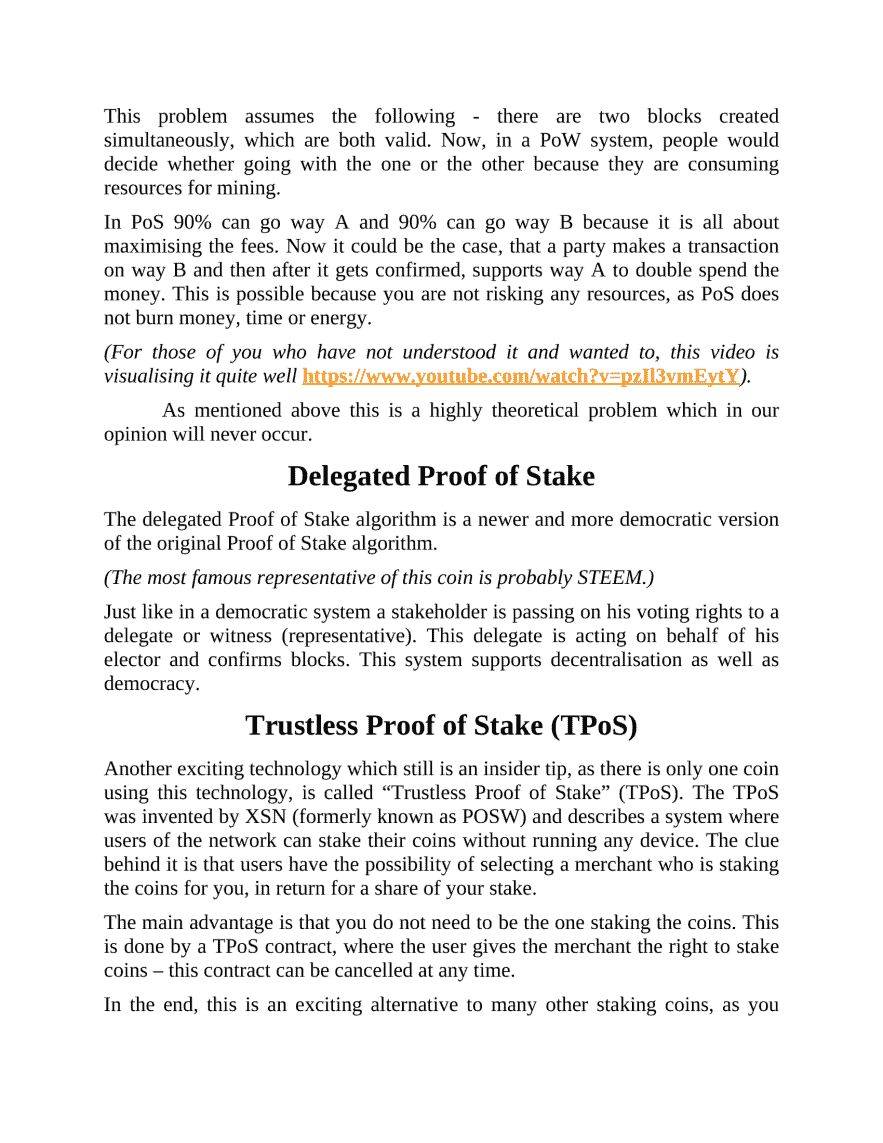 This problem assumes the following - there are two blocks created
simultaneously, which are both valid. Now, in a PoW system, people would
decide whether going with the one or the other because they are consuming
resources for mining.
In PoS 90% can go way A and 90% can go way B because it is all about
maximising the fees. Now it could be the case, that a party makes a transaction
on way B and then after it gets confirmed, supports way A to double spend the
money. This is possible because you are not risking any resources, as PoS does
not burn money, time or energy.
(For those of you who have not understood it and wanted to, this video is
visualising it quite well https://www.youtube.com/watch?v=pzIl3vmEytY).
As mentioned above this is a highly theoretical problem which in our
opinion will never occur.
Delegated Proof of Stake
The delegated Proof of Stake algorithm is a newer and more democratic version
of the original Proof of Stake algorithm.
(The most famous representative of this coin is probably STEEM.)
Just like in a democratic system a stakeholder is passing on his voting rights to a
delegate or witness (representative). This delegate is acting on behalf of his
elector and confirms blocks. This system supports decentralisation as well as
democracy.
Trustless Proof of Stake (TPoS)
Another exciting technology which still is an insider tip, as there is only one coin
using this technology, is called “Trustless Proof of Stake” (TPoS). The TPoS
was invented by XSN (formerly known as POSW) and describes a system where
users of the network can stake their coins without running any device. The clue
behind it is that users have the possibility of selecting a merchant who is staking
the coins for you, in return for a share of your stake.
The main advantage is that you do not need to be the one staking the coins. This
is done by a TPoS contract, where the user gives the merchant the right to stake
coins – this contract can be cancelled at any time.
In the end, this is an exciting alternative to many other staking coins, as you